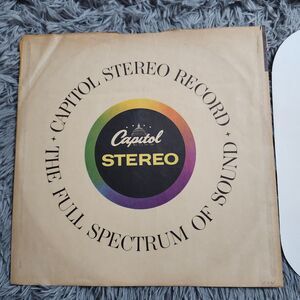 CAPITOL STEREO RECORD
• THE FULL SPECTRUM OF SOUND •
Capitol
STEREO